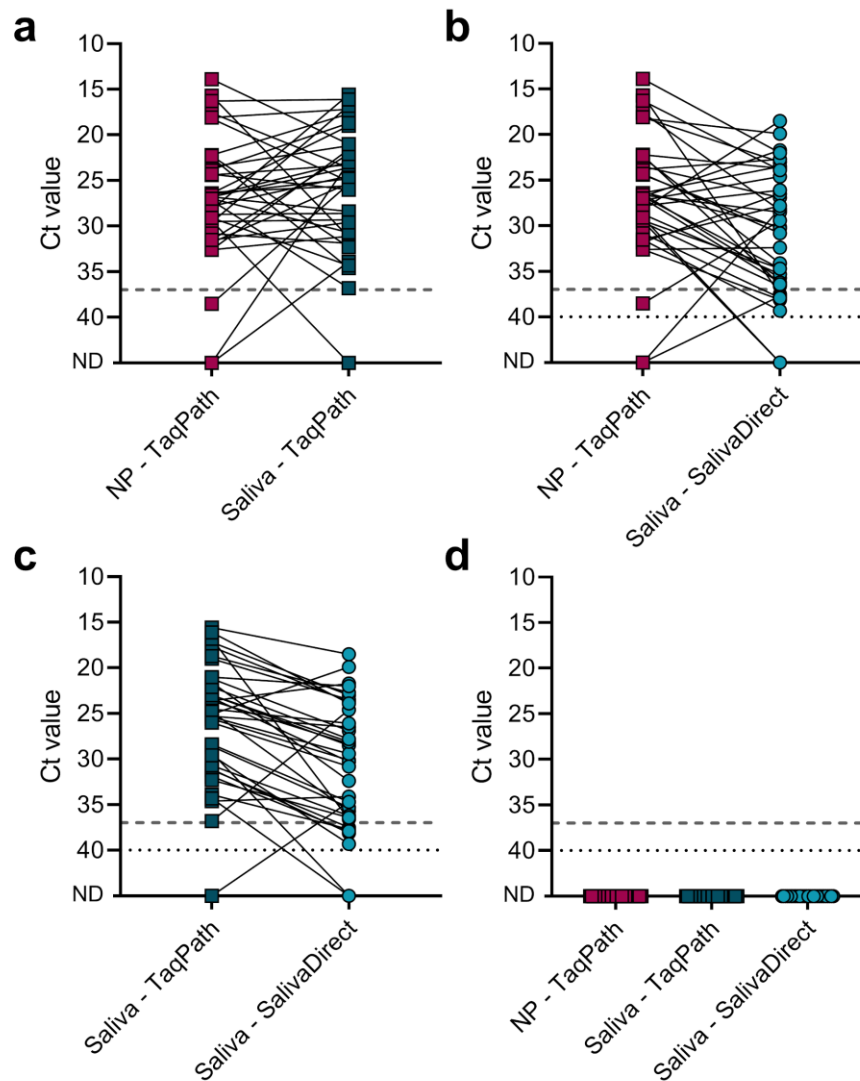 a
10
15
20
25
30
35
40
ND
Ct value
NP - TaqPath
Saliva - TaqPath
b
10
15
20
25
30
35
40
ND
Ct value
NP - TaqPath
Saliva - SalivaDirect
c
10
15
20
25
30
35
40
ND
Ct value
Saliva - TaqPath
Saliva - SalivaDirect
d
10
15
20
25
30
35
40
ND
Ct value
NP - TaqPath
Saliva - TaqPath
Saliva - SalivaDirect